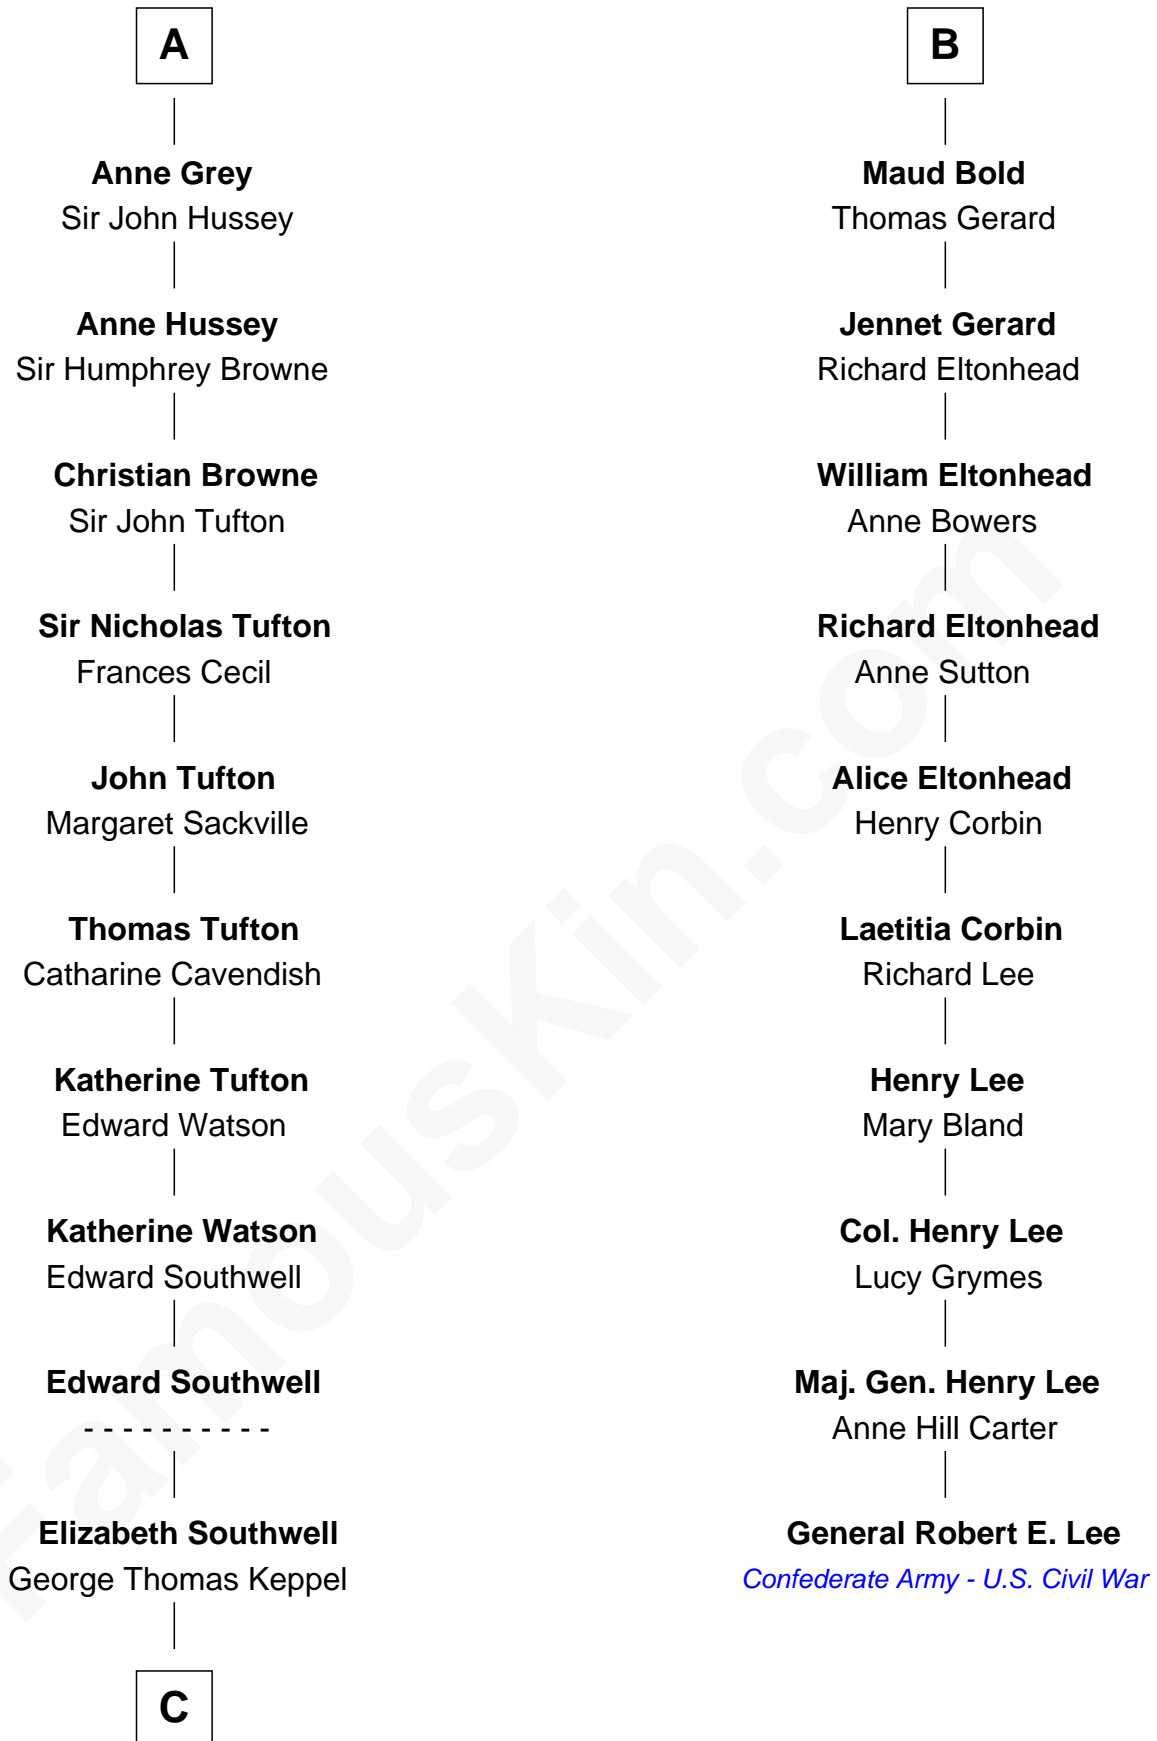 A
Anne Grey
Sir John Hussey
Anne Hussey
Sir Humphrey Browne
Christian Browne
Sir John Tufton
Sir Nicholas Tufton
Frances Cecil
John Tufton
Margaret Sackville
Thomas Tufton
Catharine Cavendish
Katherine Tufton
Edward Watson
Katherine Watson
Edward Southwell
Edward Southwell
- - - - - - - - - -
Elizabeth Southwell
George Thomas Keppel
C
B
Maud Bold
Thomas Gerard
Jennet Gerard
Richard Eltonhead
William Eltonhead
Anne Bowers
Richard Eltonhead
Anne Sutton
Alice Eltonhead
Henry Corbin
Laetitia Corbin
Richard Lee
Henry Lee
Mary Bland
Col. Henry Lee
Lucy Grymes
Maj. Gen. Henry Lee
Anne Hill Carter
General Robert E. Lee
Confederate Army - U.S. Civil War
FamousKin.com